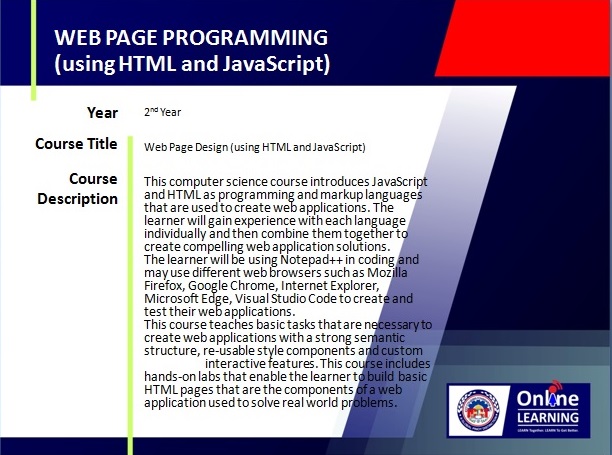 WEB PAGE PROGRAMMING
(using HTML and JavaScript)
Year
2nd Year
Course Title
Web Page Design (using HTML and JavaScript)
Course
Description
This computer science course introduces JavaScript
and HTML as programming and markup languages
that are used to create web applications. The
learner will gain experience with each language
individually and then combine them together to
create compelling web application solutions.
The learner will be using Notepad++ in coding and
may use different web browsers such as Mozilla
Firefox, Google Chrome, Internet Explorer,
Microsoft Edge, Visual Studio Code to create and
test their web applications.
This course teaches basic tasks that are necessary to
create web applications with a strong semantic
structure, re-usable style components and custom
interactive features. This course includes
hands-on labs that enable the learner to build basic
HTML pages that are the components of a web
application used to solve real world problems.
Online
LEARNING
LEARN Together. LEARN To Get Better.